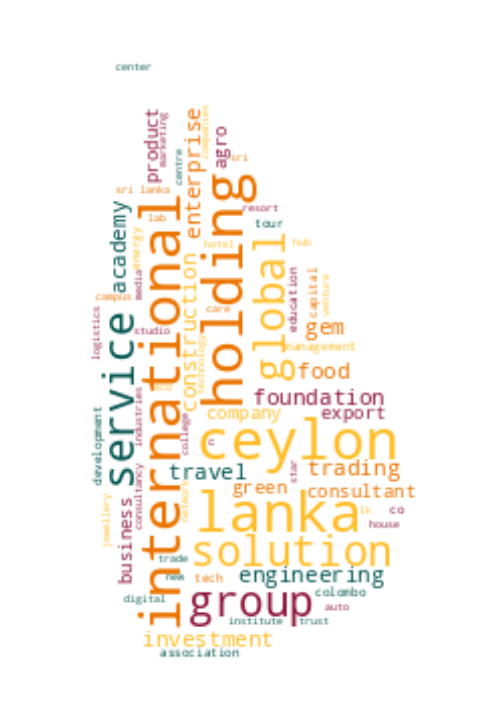 center
product
marketing
enterprise
companies
agro
sri
centre
sri lanka
lab
international
holding
resort
tour
academy
energy
hotel
hub
global
construction
media
campus
care
education
capital
venture
gem
logistics
service
studio
technology
management
food
eco
foundation
industries
company
export
college
c
ceylon
development
consultancy
travel
star
trading
green
consultant
network
jewellery
business
lanka
lk
co
house
solution
trade
new
tech
engineering
digital
group
colombo
auto
institute
trust
investment
association